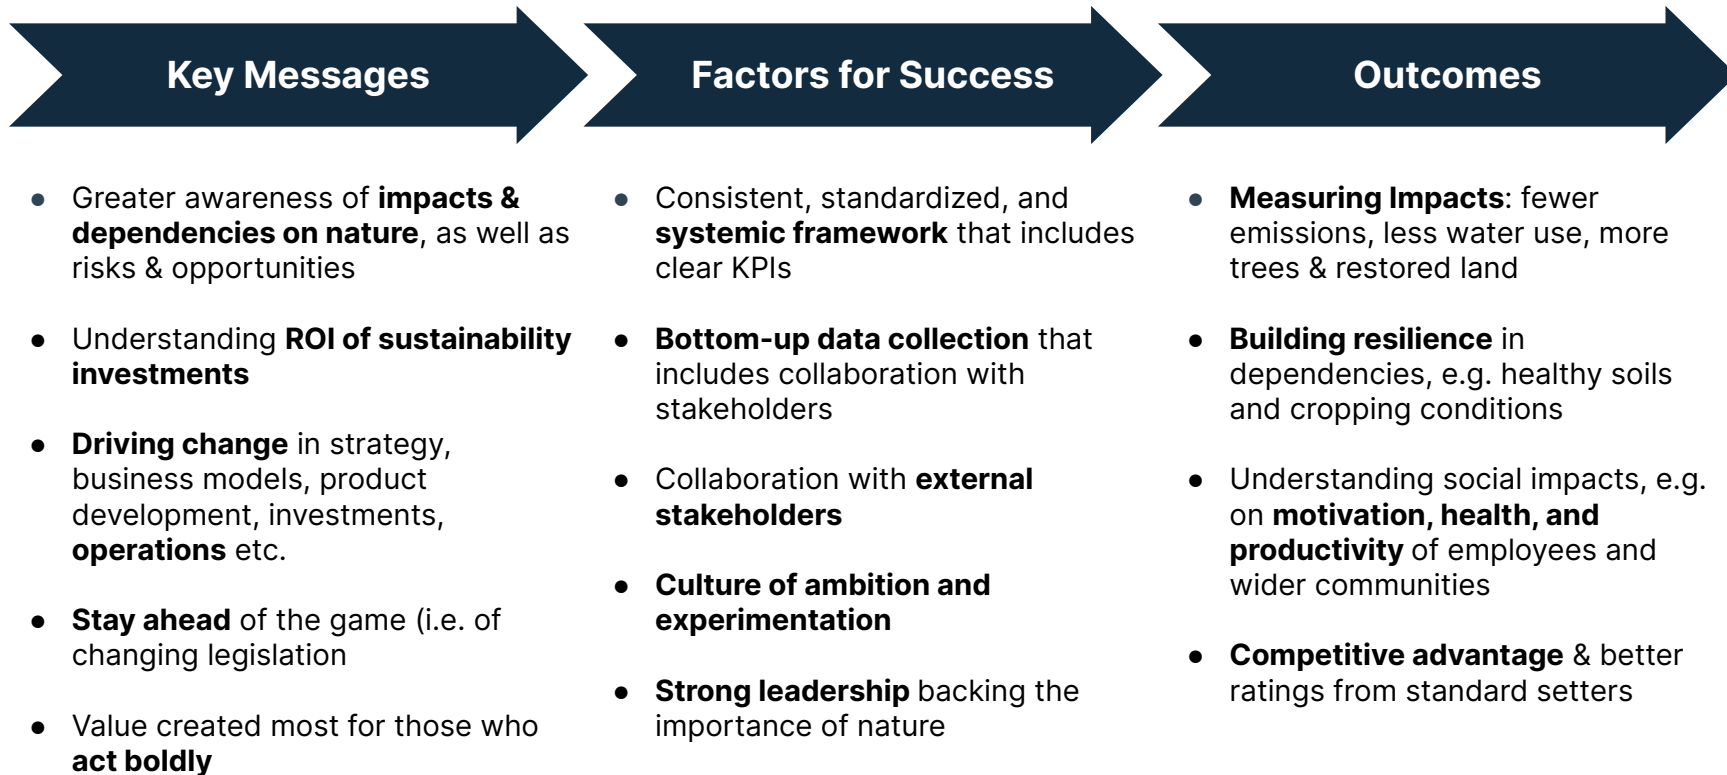 Key Messages
Greater awareness of impacts &
dependencies on nature, as well as
risks & opportunities
Understanding ROI of sustainability
investments
Driving change in strategy,
business models, product
development, investments,
operations etc.
Stay ahead of the game (i.e. of
changing legislation
Value created most for those who
act boldly
Factors for Success
Consistent, standardized, and
systemic framework that includes
clear KPIs
Bottom-up data collection that
includes collaboration with
stakeholders
Collaboration with external
stakeholders
Culture of ambition and
experimentation
Strong leadership backing the
importance of nature
Outcomes
Measuring Impacts: fewer
emissions, less water use, more
trees & restored land
Building resilience in
dependencies, e.g. healthy soils
and cropping conditions
Understanding social impacts, e.g.
on motivation, health, and
productivity of employees and
wider communities
Competitive advantage & better
ratings from standard setters